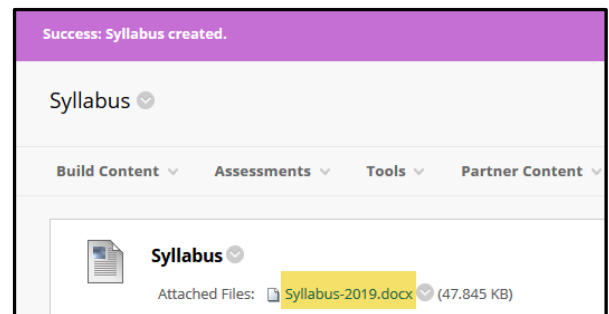 Success: Syllabus created.
Syllabus
Build Content Assessments Tools Partner Content
Syllabus
Attached Files: Syllabus-2019.docx (47.845 KB)